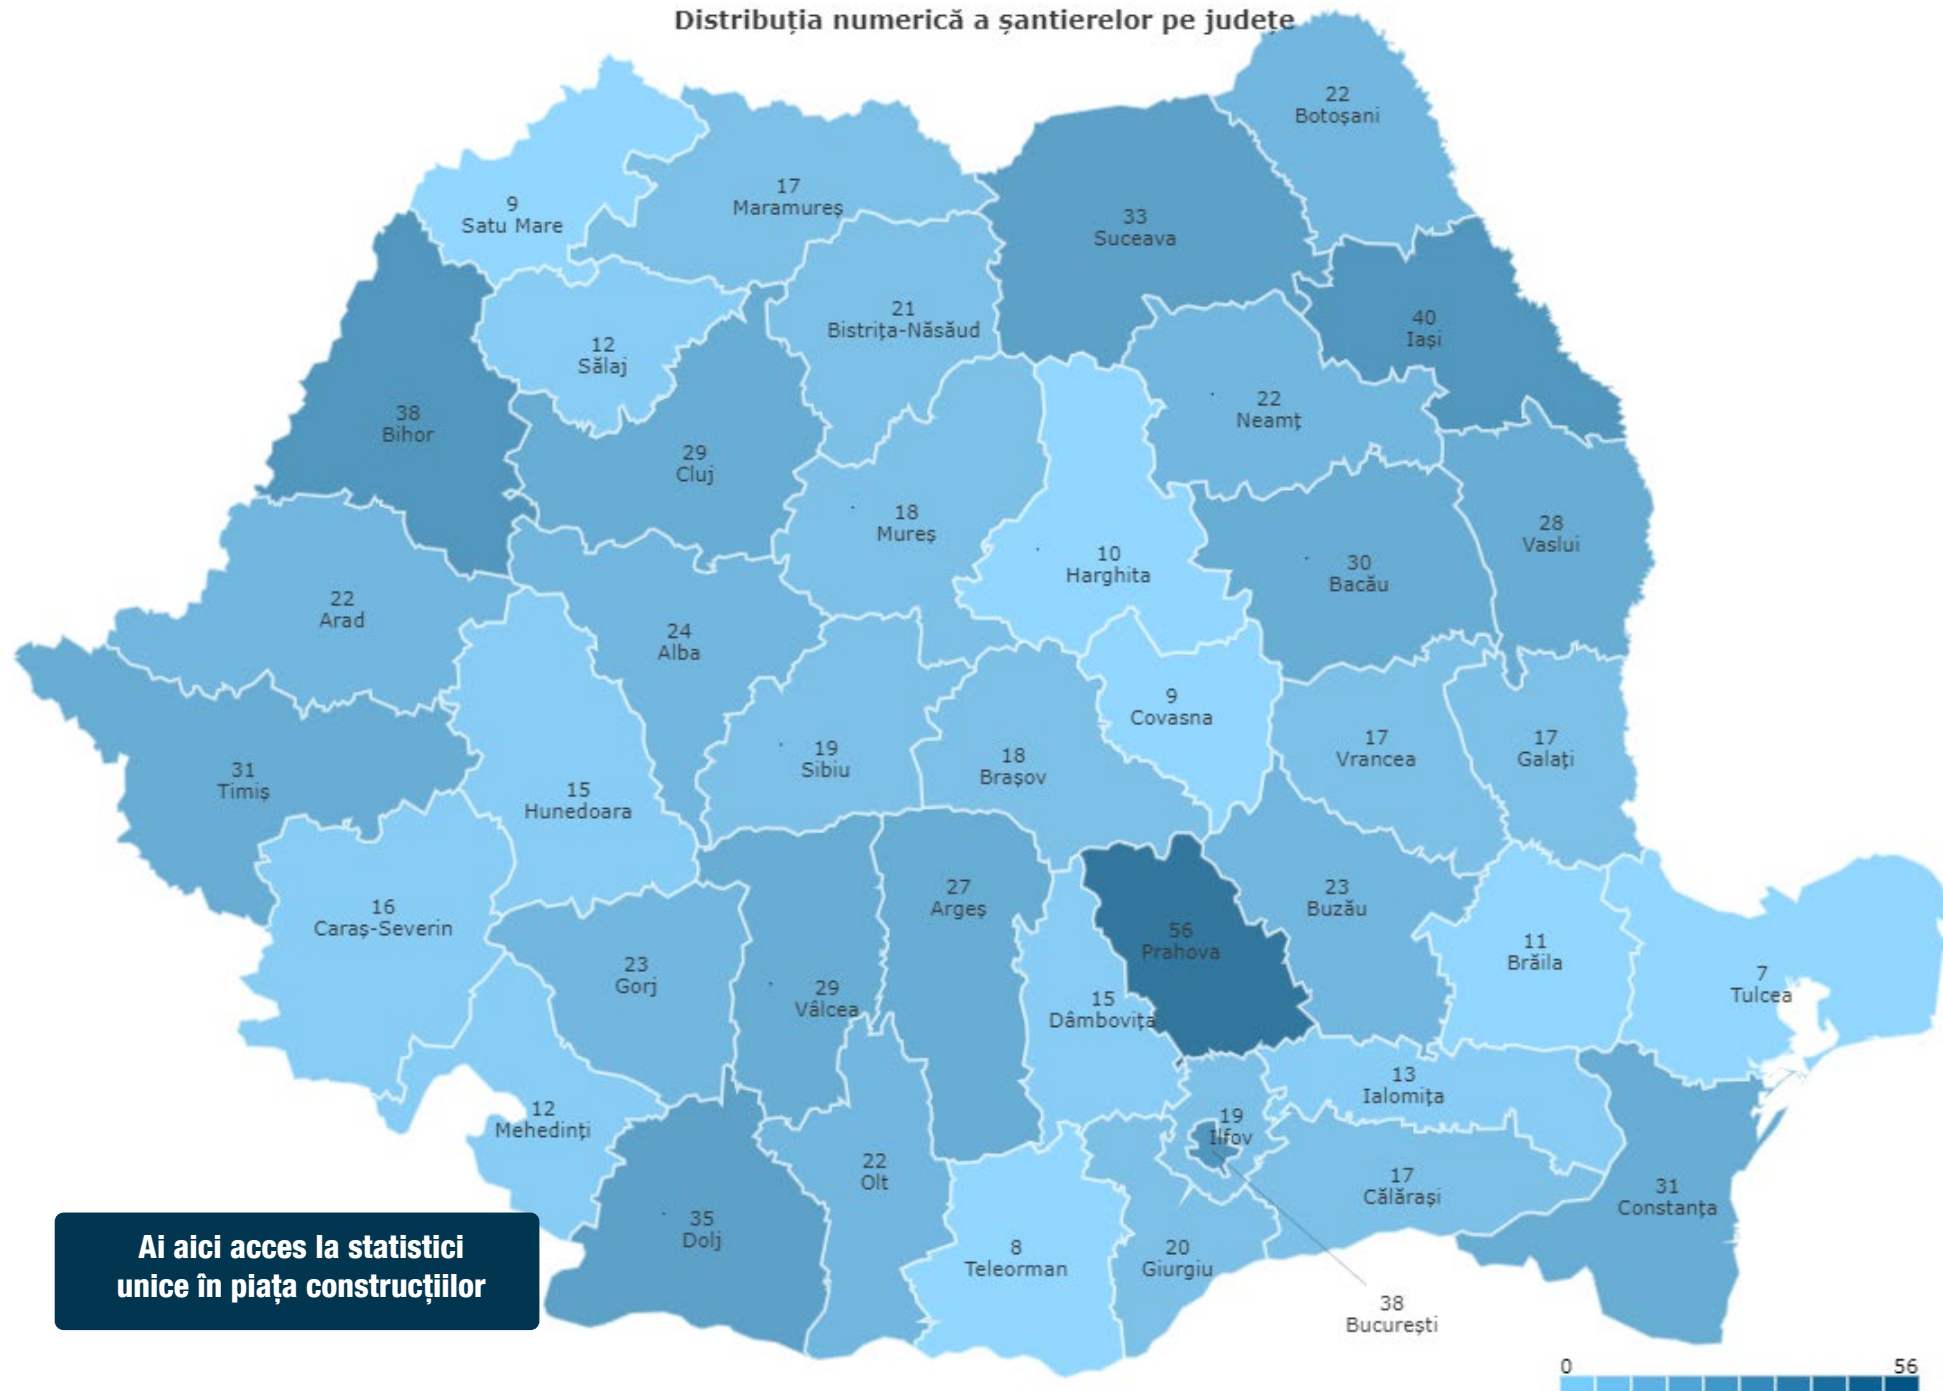 Distribuția numerică a șantierelor pe județe
22
Botoșani
9
Satu Mare
17
Maramureș
33
Suceava
21
Bistrița-Năsăud
40
Iași
12
Sălaj
38
Bihor
29
Cluj
22
Neamț
18
Mureș
10
Harghita
30
Bacău
28
Vaslui
22
Arad
24
Alba
9
Covasna
31
Timiș
15
Hunedoara
19
Sibiu
18
Brașov
17
Vrancea
17
Galați
16
Caraș-Severin
23
Gorj
29
Vâlcea
27
Argeș
15
Dâmbovița
56
Prahova
23
Buzău
11
Brăila
7
Tulcea
12
Mehedinți
13
Ialomița
19
Ilfov
35
Dolj
22
Olt
8
Teleorman
20
Giurgiu
17
Călărași
31
Constanța
38
București
Ai aici acces la statistici
unice în piața construcțiilor
0 56